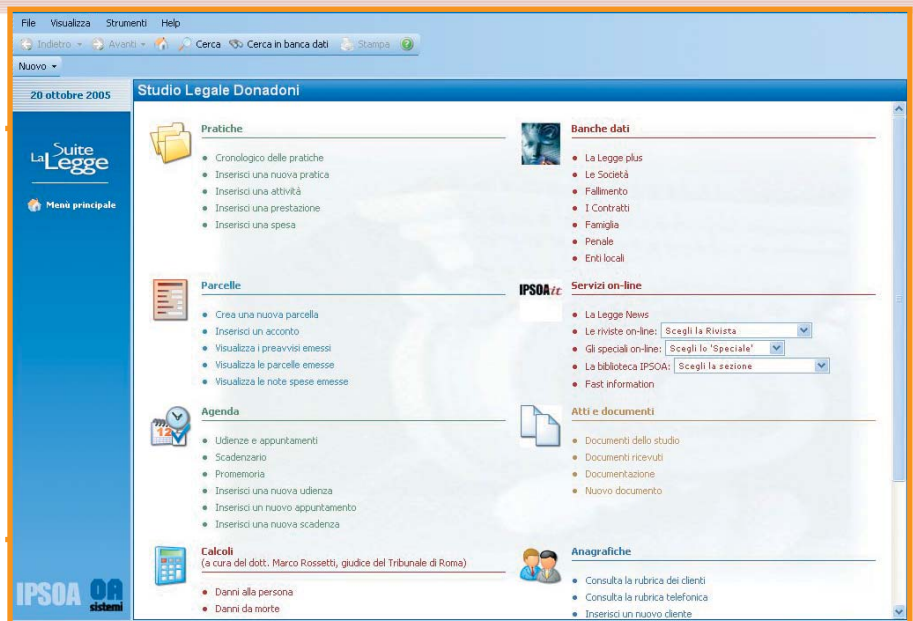 File Visualizza Strumenti Help
Indietro Avanti Cerca Cerca in banca dati Stampa
Nuovo
20 ottobre 2005
Studio Legale Donadoni
La Suite
Legge
Menù principale
Pratiche
Cronologico delle pratiche
Inserisci una nuova pratica
Inserisci una attività
Inserisci una prestazione
Inserisci una spesa
Banche dati
La Legge plus
Le Società
Fallimento
I Contratti
Famiglia
Penale
Enti locali
Parcelle
Crea una nuova parcella
Inserisci un acconto
Visualizza i preavvisi emessi
Visualizza le parcelle emesse
Visualizza le note spese emesse
IPSOA.it
Servizi on-line
La Legge News
Le riviste on-line: Scegli la Rivista
Gli speciali on-line: Scegli lo 'Speciale'
La biblioteca IPSOA: Scegli la sezione
Fast information
Agenda
Udienze e appuntamenti
Scadenzario
Promemoria
Inserisci una nuova udienza
Inserisci un nuovo appuntamento
Inserisci una nuova scadenza
Atti e documenti
Documenti dello studio
Documenti ricevuti
Documentazione
Nuovo documento
Calcoli
(a cura del dott. Marco Rossetti, giudice del Tribunale di Roma)
Danni alla persona
Danni da morte
Anagrafiche
Consulta la rubrica dei clienti
Consulta la rubrica telefonica
Inserisci un nuovo cliente
IPSOA OA
sistemi